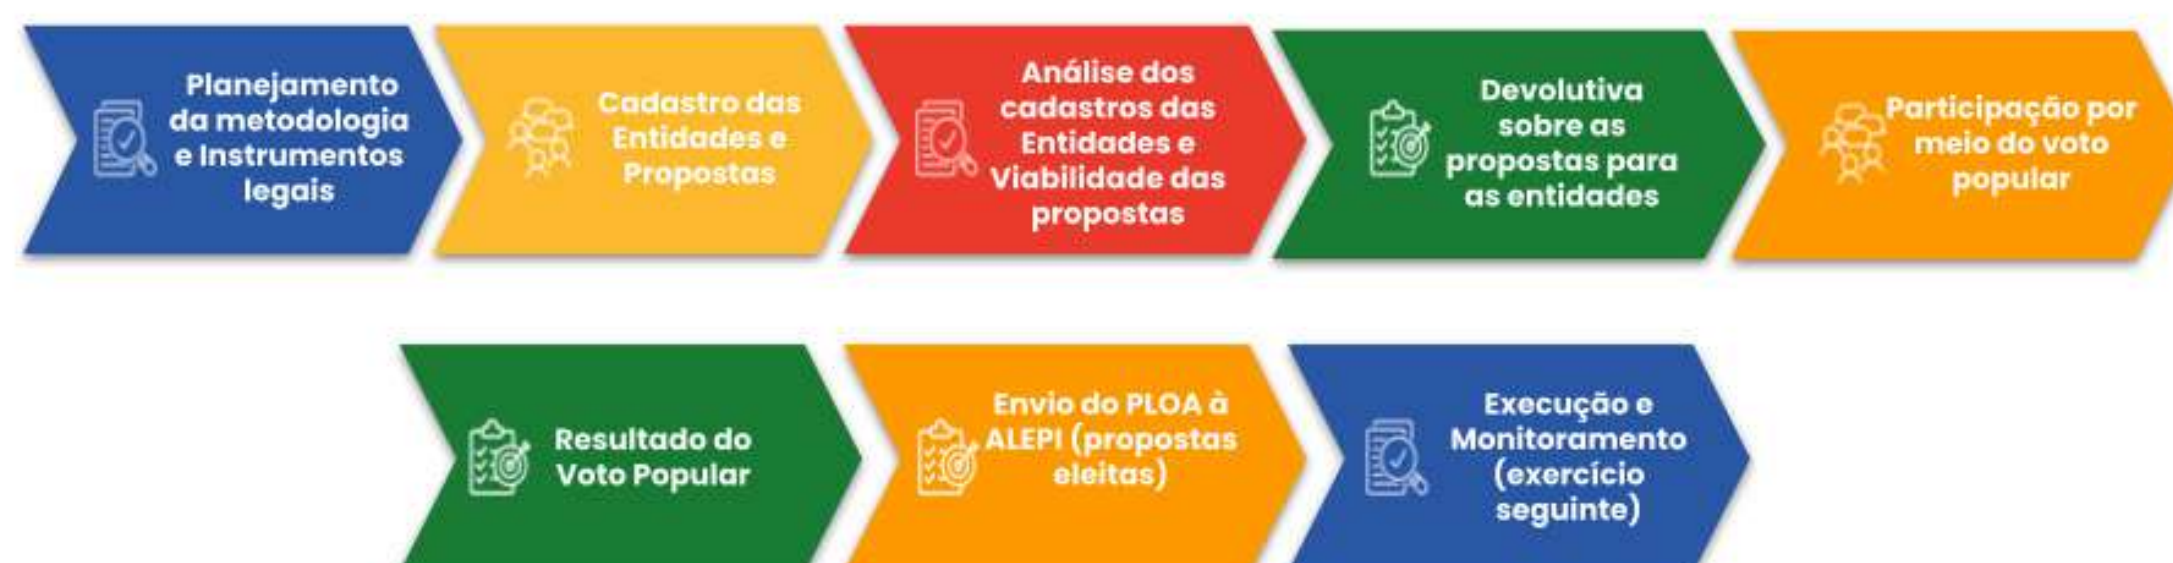 Planejamento
da metodologia
e Instrumentos
legais
Cadastro das
Entidades e
Propostas
Análise dos
cadastros das
Entidades e
Viabilidade das
propostas
Devolutiva
sobre as
propostas para
as entidades
Participação por
meio do voto
popular
Resultado do
Voto Popular
Envio do PLOA à
ALEPI (propostas
eleitas)
Execução e
Monitoramento
(exercício
seguinte)